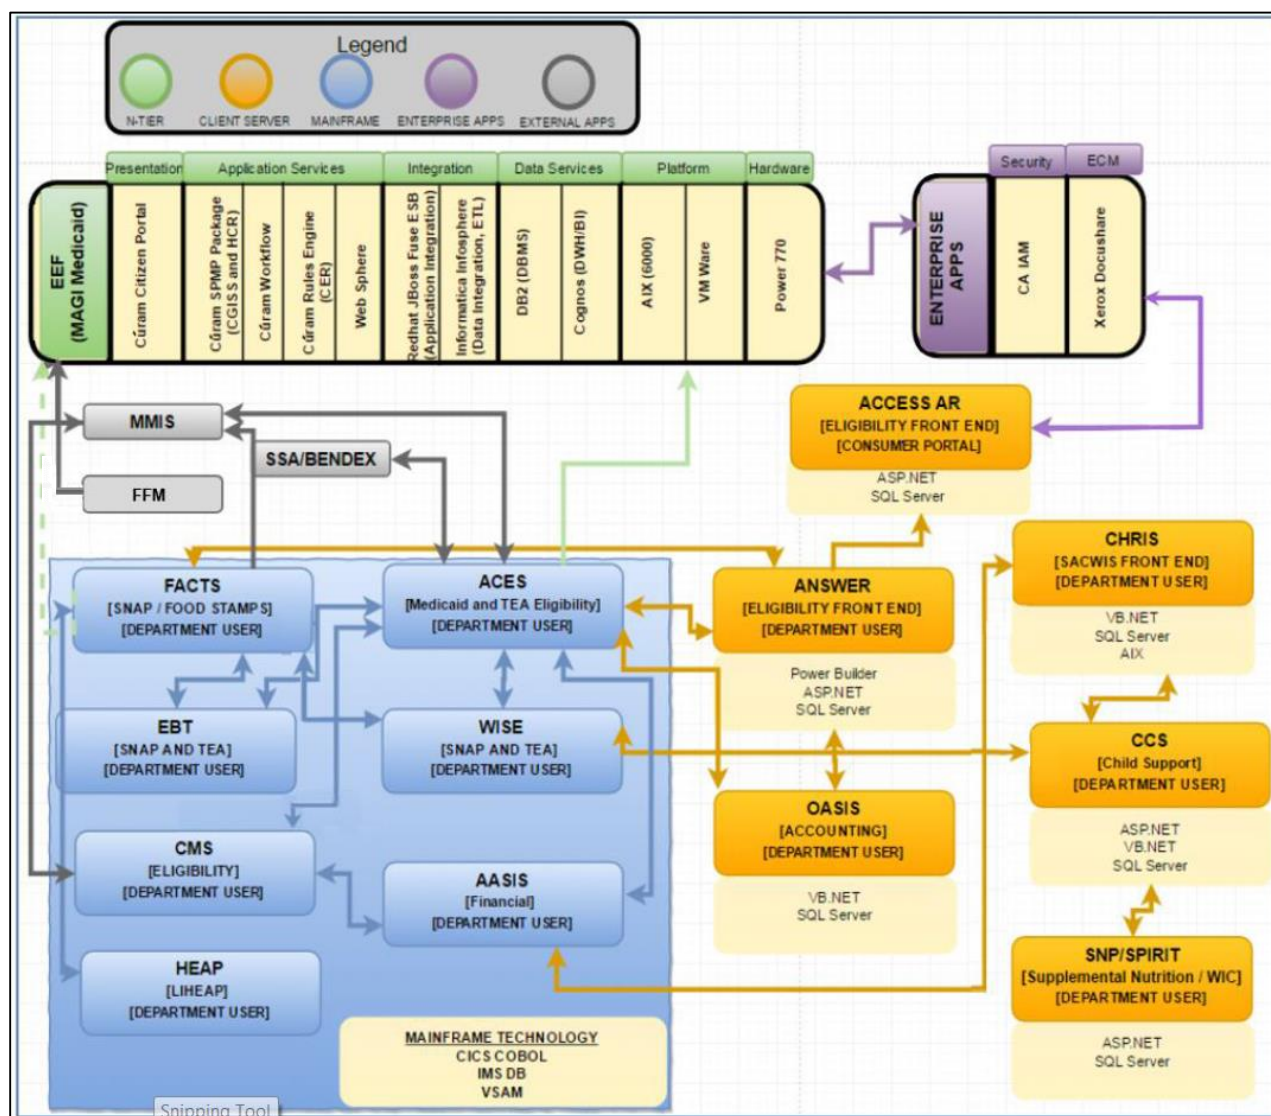 Legend
N-TIER
CLIENT SERVER
MAINFRAME
ENTERPRISE APPS
EXTERNAL APPS
Presentation
Application Services
Integration
Data Services
Platform
Hardware
EEF
(MAGI Medicaid)
Cúram Citizen Portal
Cúram SPMP Package
(CGISS and HCR)
Cúram Workflow
Cúram Rules Engine
(CER)
Web Sphere
Redhat JBoss Fuse ESB
(Application Integration)
Informatica Infosphere
(Data Integration, ETL)
DB2 (DBMS)
Cognos (DWH/BI)
AIX (6000)
VM Ware
Power 770
Security
ECM
ENTERPRISE
APPS
CA IAM
Xerox Docushare
MMIS
SSA/BENDEX
FFM
ACCESS AR
[ELIGIBILITY FRONT END]
[CONSUMER PORTAL]
ASP.NET
SQL Server
FACTS
[SNAP / FOOD STAMPS]
[DEPARTMENT USER]
ACES
[Medicaid and TEA Eligibility]
[DEPARTMENT USER]
ANSWER
[ELIGIBILITY FRONT END]
[DEPARTMENT USER]
Power Builder
ASP.NET
SQL Server
CHRIS
[SACWIS FRONT END]
[DEPARTMENT USER]
VB.NET
SQL Server
AIX
EBT
[SNAP AND TEA]
[DEPARTMENT USER]
WISE
[SNAP AND TEA]
[DEPARTMENT USER]
CCS
[Child Support]
[DEPARTMENT USER]
ASP.NET
VB.NET
SQL Server
OASIS
[ACCOUNTING]
[DEPARTMENT USER]
VB.NET
SQL Server
CMS
[ELIGIBILITY]
[DEPARTMENT USER]
AASIS
[Financial]
[DEPARTMENT USER]
SNP/SPIRIT
[Supplemental Nutrition / WIC]
[DEPARTMENT USER]
ASP.NET
SQL Server
HEAP
[LIHEAP]
[DEPARTMENT USER]
MAINFRAME TECHNOLOGY
CICS COBOL
IMS DB
VSAM
Snipping Tool